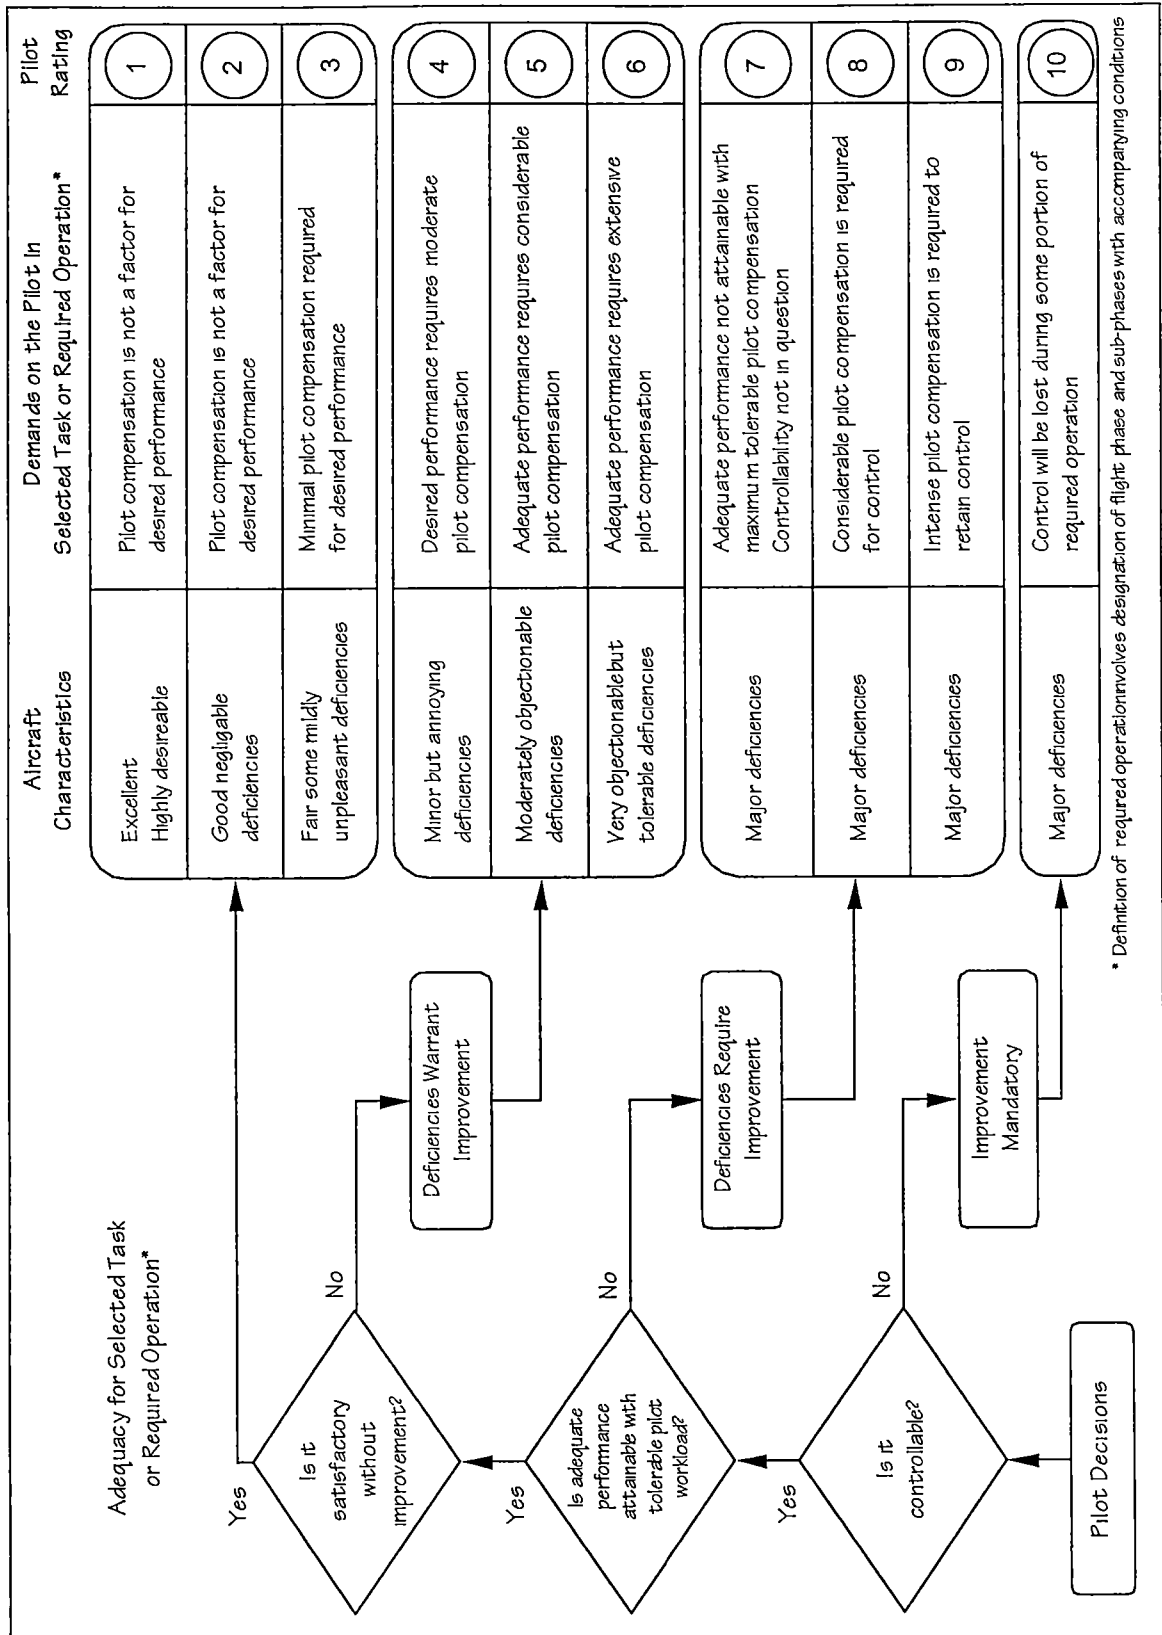 Adequacy for Selected Task
or Required Operation*
Aircraft
Characteristics
Demands on the Pilot In
Selected Task or Required Operation*
Pilot
Rating
Excellent
Highly desireable
Pilot compensation is not a factor for
desired performance
1
Good negligable
deficiencies
Pilot compensation is not a factor for
desired performance
2
Fair some mildly
unpleasant deficiencies
Minimal pilot compensation required
for desired performance
3
Yes
Is it
satisfactory
without
improvement?
No
Deficiencies Warrant
Improvement
Minor but annoying
deficiencies
Desired performance requires moderate
pilot compensation
4
Moderately objectionable
deficiencies
Adequate performance requires considerable
pilot compensation
5
Very objectionable but
tolerable deficiencies
Adequate performance requires extensive
pilot compensation
6
Yes
Is adequate
performance
attainable with
tolerable pilot
workload?
No
Deficiencies Require
Improvement
Major deficiencies
Adequate performance not attainable with
maximum tolerable pilot compensation
Controllability not in question
7
Major deficiencies
Considerable pilot compensation is required
for control
8
Major deficiencies
Intense pilot compensation is required to
retain control
9
Yes
Is it
controllable?
No
Improvement
Mandatory
Major deficiencies
Control will be lost during some portion of
required operation
10
Pilot Decisions
* Definition of required operation involves designation of flight phase and sub-phases with accompanying conditions